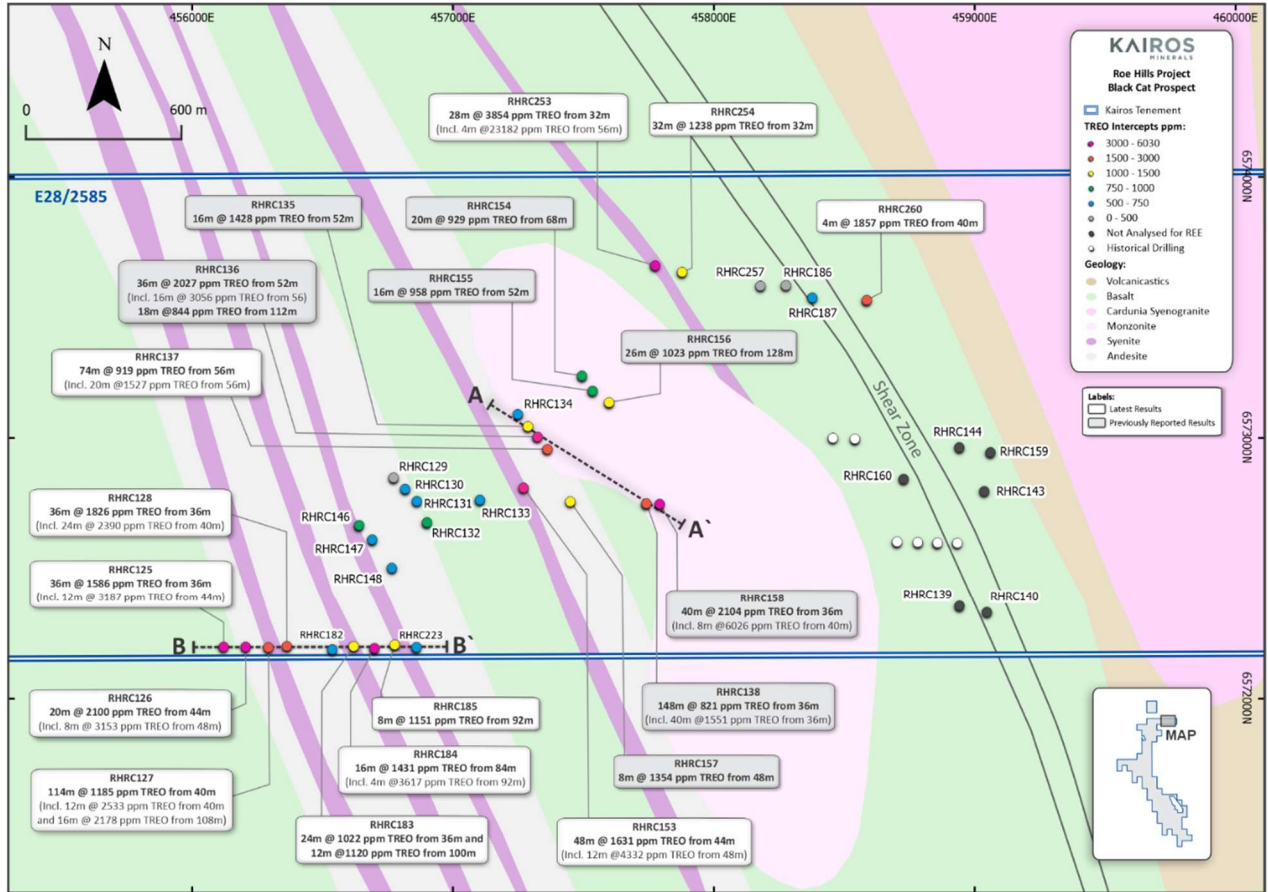 456000E
457000E
458000E
459000E
460000E
N
0
600 m
E28/2585
RHRC253
28m @ 3854 ppm TREO from 32m
(Incl. 4m @23182 ppm TREO from 56m)
RHRC254
32m @ 1238 ppm TREO from 32m
RHRC135
16m @ 1428 ppm TREO from 52m
RHRC154
20m @ 929 ppm TREO from 68m
RHRC260
4m @ 1857 ppm TREO from 40m
RHRC136
36m @ 2027 ppm TREO from 52m
(Incl. 16m @ 3056 ppm TREO from 56)
18m @844 ppm TREO from 112m
RHRC155
16m @ 958 ppm TREO from 52m
RHRC257
RHRC186
RHRC187
RHRC137
74m @ 919 ppm TREO from 56m
(Incl. 20m @1527 ppm TREO from 56m)
RHRC156
26m @ 1023 ppm TREO from 128m
A
RHRC134
Shear Zone
RHRC144
RHRC159
RHRC160
RHRC143
RHRC129
RHRC130
RHRC131
RHRC133
RHRC132
RHRC146
RHRC147
RHRC148
A`
RHRC128
36m @ 1826 ppm TREO from 36m
(Incl. 24m @ 2390 ppm TREO from 40m)
RHRC125
36m @ 1586 ppm TREO from 36m
(Incl. 12m @ 3187 ppm TREO from 44m)
RHRC158
40m @ 2104 ppm TREO from 36m
(Incl. 8m @6026 ppm TREO from 40m)
RHRC139
RHRC140
B
RHRC182
RHRC223
B`
RHRC126
20m @ 2100 ppm TREO from 44m
(Incl. 8m @ 3153 ppm TREO from 48m)
RHRC185
8m @ 1151 ppm TREO from 92m
RHRC138
148m @ 821 ppm TREO from 36m
(Incl. 40m @1551 ppm TREO from 36m)
RHRC184
16m @ 1431 ppm TREO from 84m
(Incl. 4m @3617 ppm TREO from 92m)
RHRC157
8m @ 1354 ppm TREO from 48m
RHRC127
114m @ 1185 ppm TREO from 40m
(Incl. 12m @ 2533 ppm TREO from 40m
and 16m @ 2178 ppm TREO from 108m)
RHRC183
24m @ 1022 ppm TREO from 36m and
12m @1120 ppm TREO from 100m
RHRC153
48m @ 1631 ppm TREO from 44m
(Incl. 12m @4332 ppm TREO from 48m)
KAIROS
MINERALS
Roe Hills Project
Black Cat Prospect
Kairos Tenement
TREO Intercepts ppm:
3000 - 6030
1500 - 3000
1000 - 1500
750 - 1000
500 - 750
0 - 500
Not Analysed for REE
Historical Drilling
Geology:
Volcanicastics
Basalt
Cardunia Syenogranite
Monzonite
Syenite
Andesite
Labels:
Latest Results
Previously Reported Results
6574000N
6573000N
6572000N
MAP